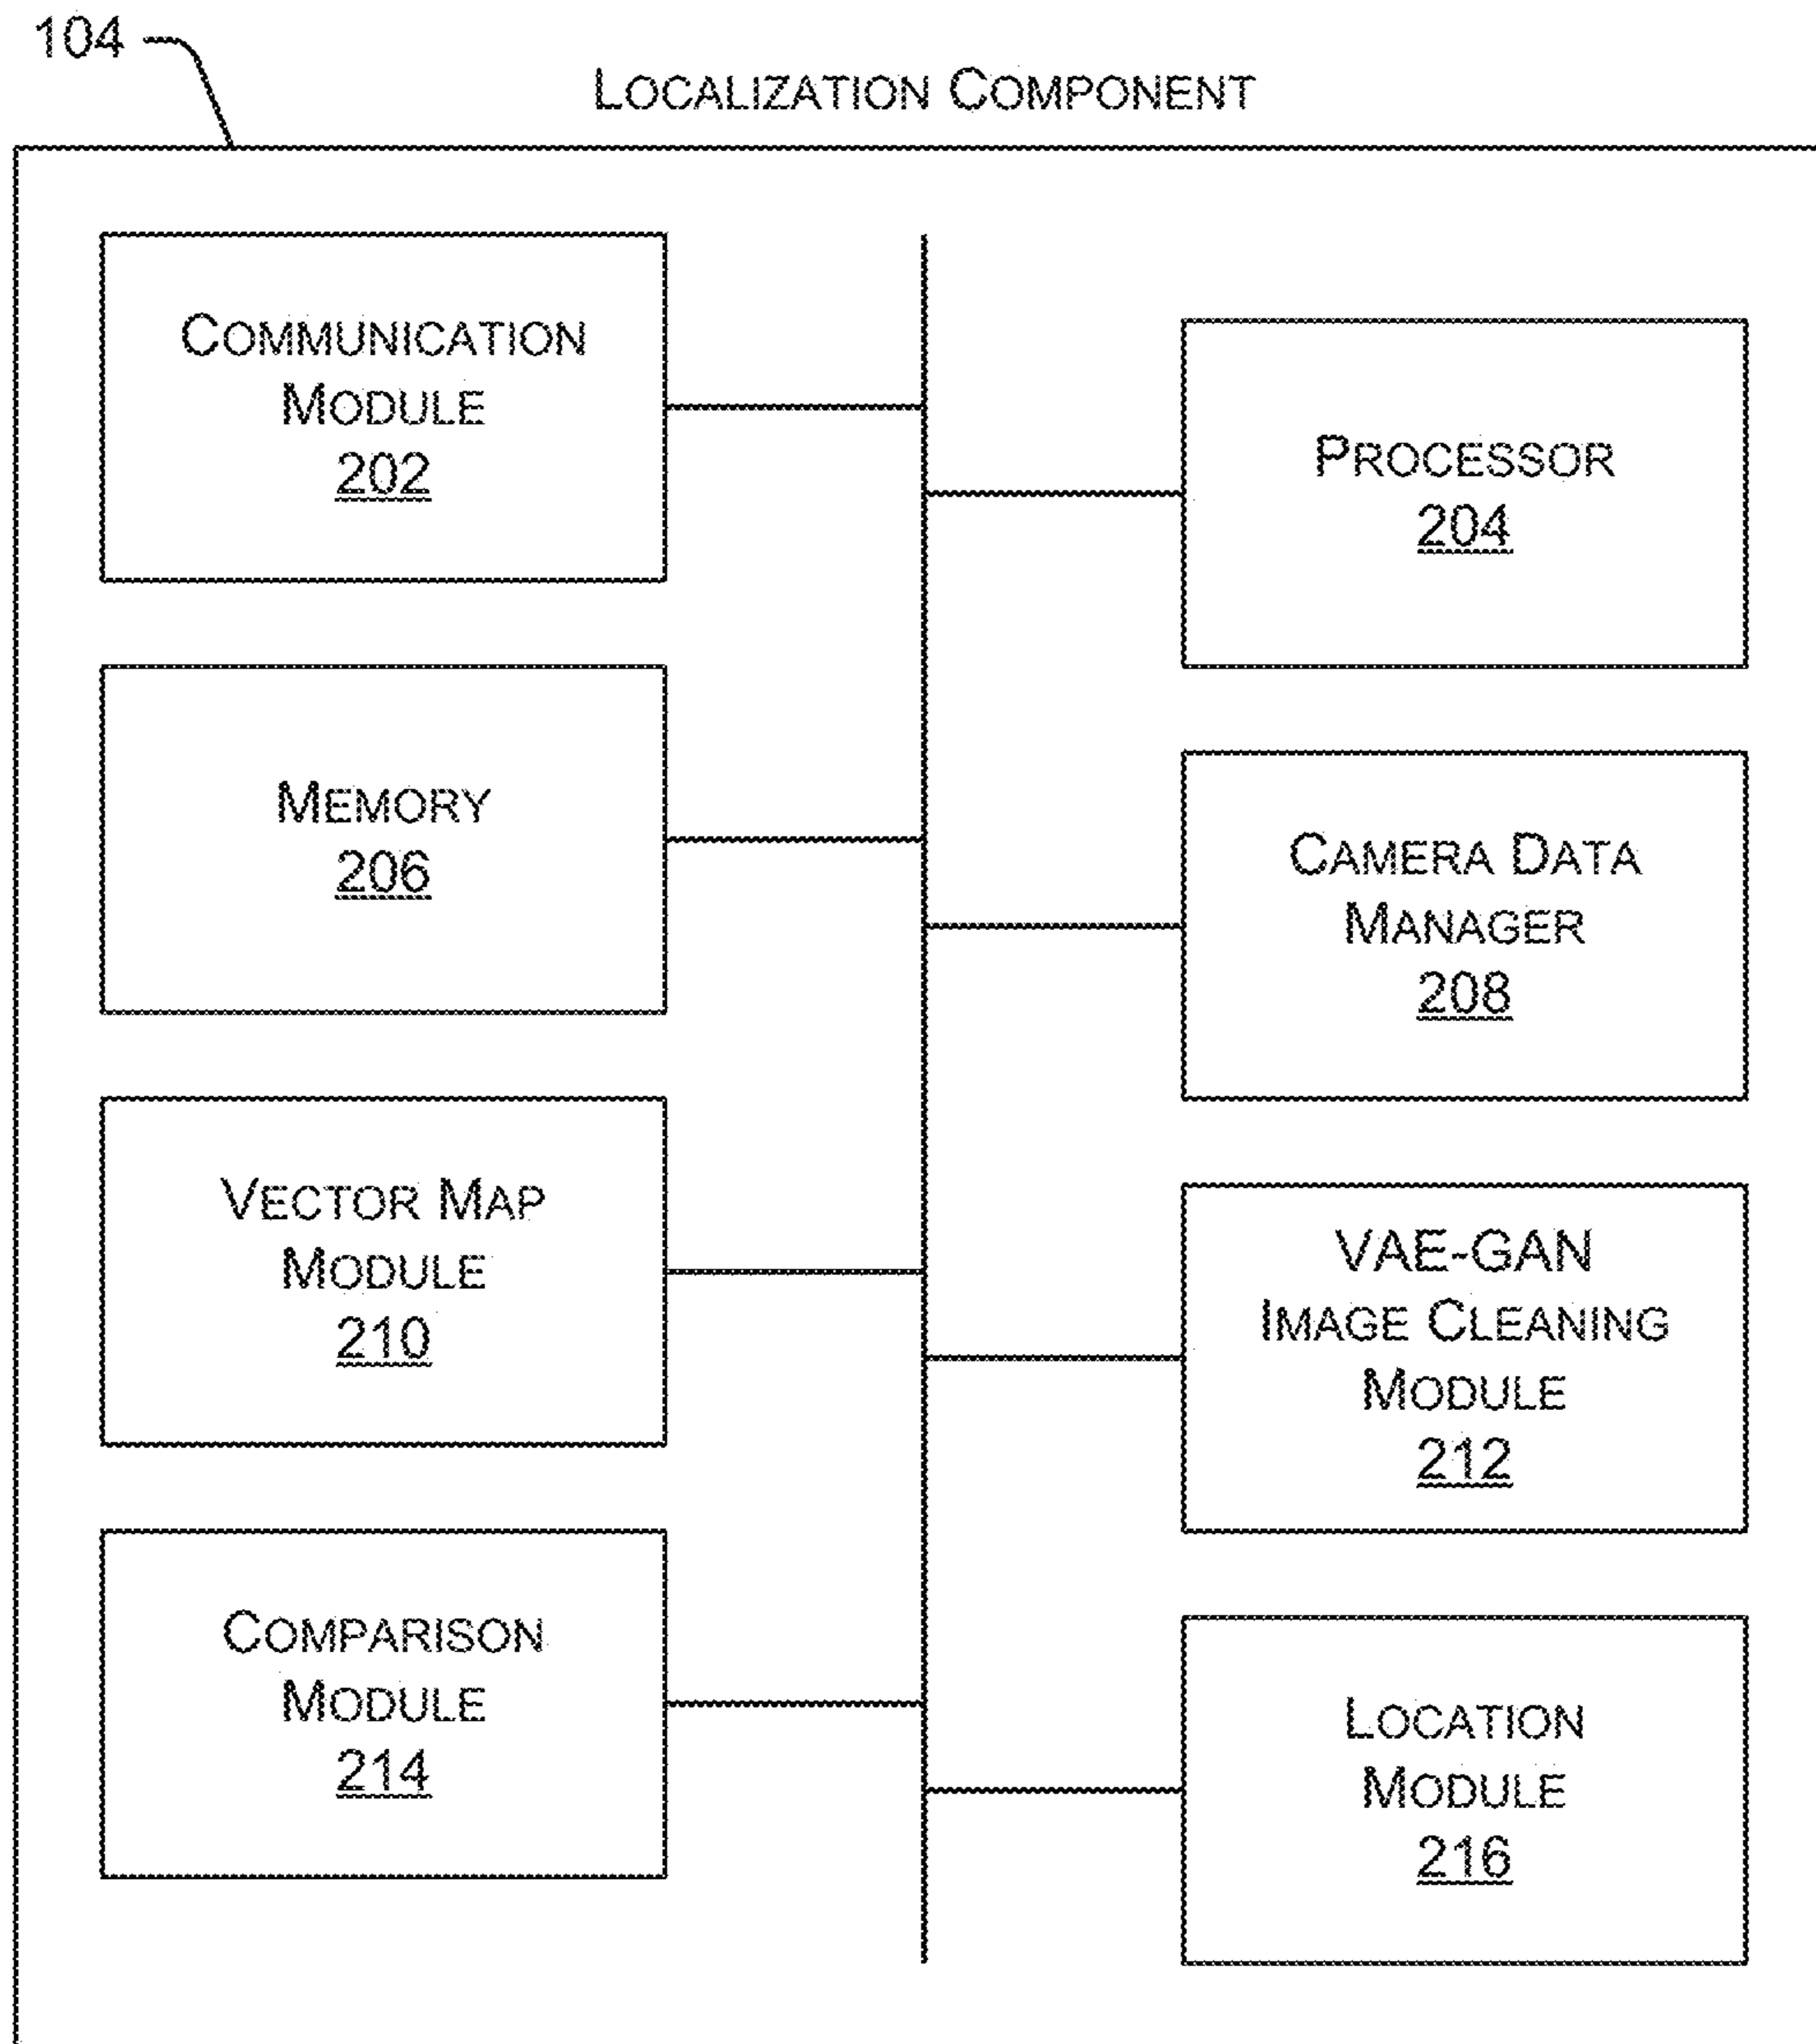 104
LOCALIZATION COMPONENT
COMMUNICATION
MODULE
202
PROCESSOR
204
MEMORY
206
CAMERA DATA
MANAGER
208
VECTOR MAP
MODULE
210
VAE-GAN
IMAGE CLEANING
MODULE
212
COMPARISON
MODULE
214
LOCATION
MODULE
216